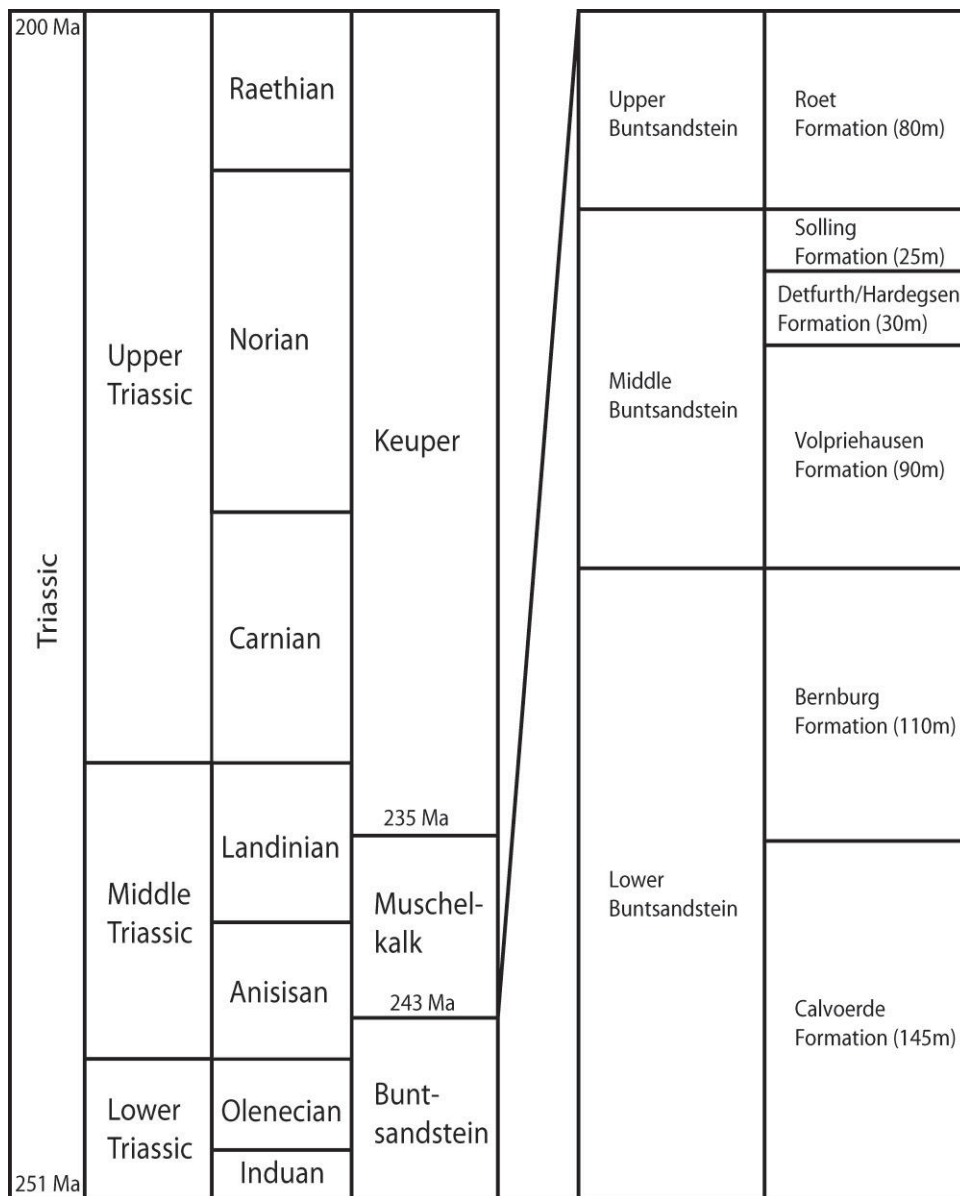 200 Ma
Triassic
251 Ma
Upper
Triassic
Middle
Triassic
Lower
Triassic
Raethian
Norian
Carnian
Landinian
Anisisan
Olenecian
Induan
Keuper
235 Ma
Muschel-
kalk
243 Ma
Bunt-
sandstein
Upper
Buntsandstein
Middle
Buntsandstein
Lower
Buntsandstein
Roet
Formation (80m)
Solling
Formation (25m)
Detfurth/Hardegsen
Formation (30m)
Volpriehausen
Formation (90m)
Bernburg
Formation (110m)
Calvoerde
Formation (145m)